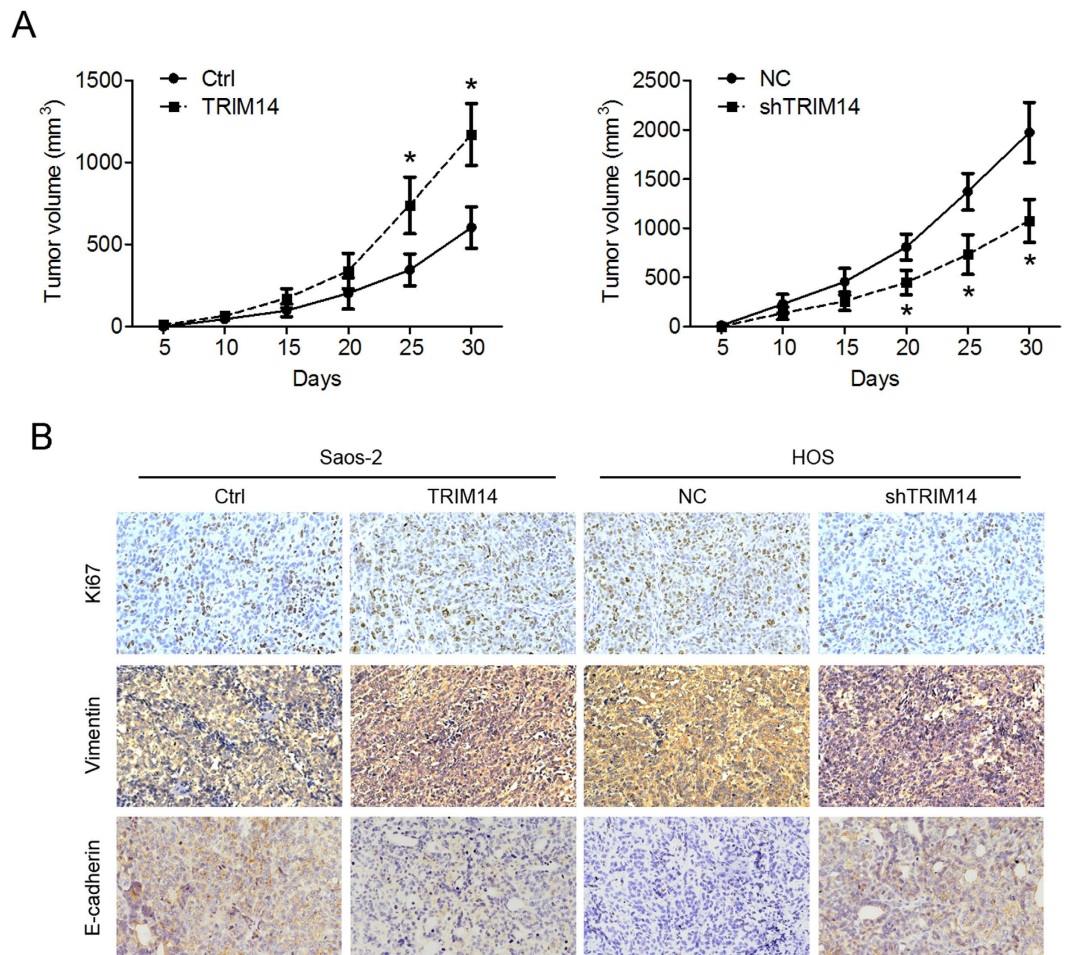 A
Ctrl
TRIM14
Tumor volume (mm³)
1500
1000
500
0
*
*
5 10 15 20 25 30
Days
NC
shTRIM14
Tumor volume (mm³)
2500
2000
1500
1000
500
0
*
*
*
5 10 15 20 25 30
Days
B
Saos-2 HOS
Ctrl TRIM14 NC shTRIM14
Ki67
Vimentin
E-cadherin